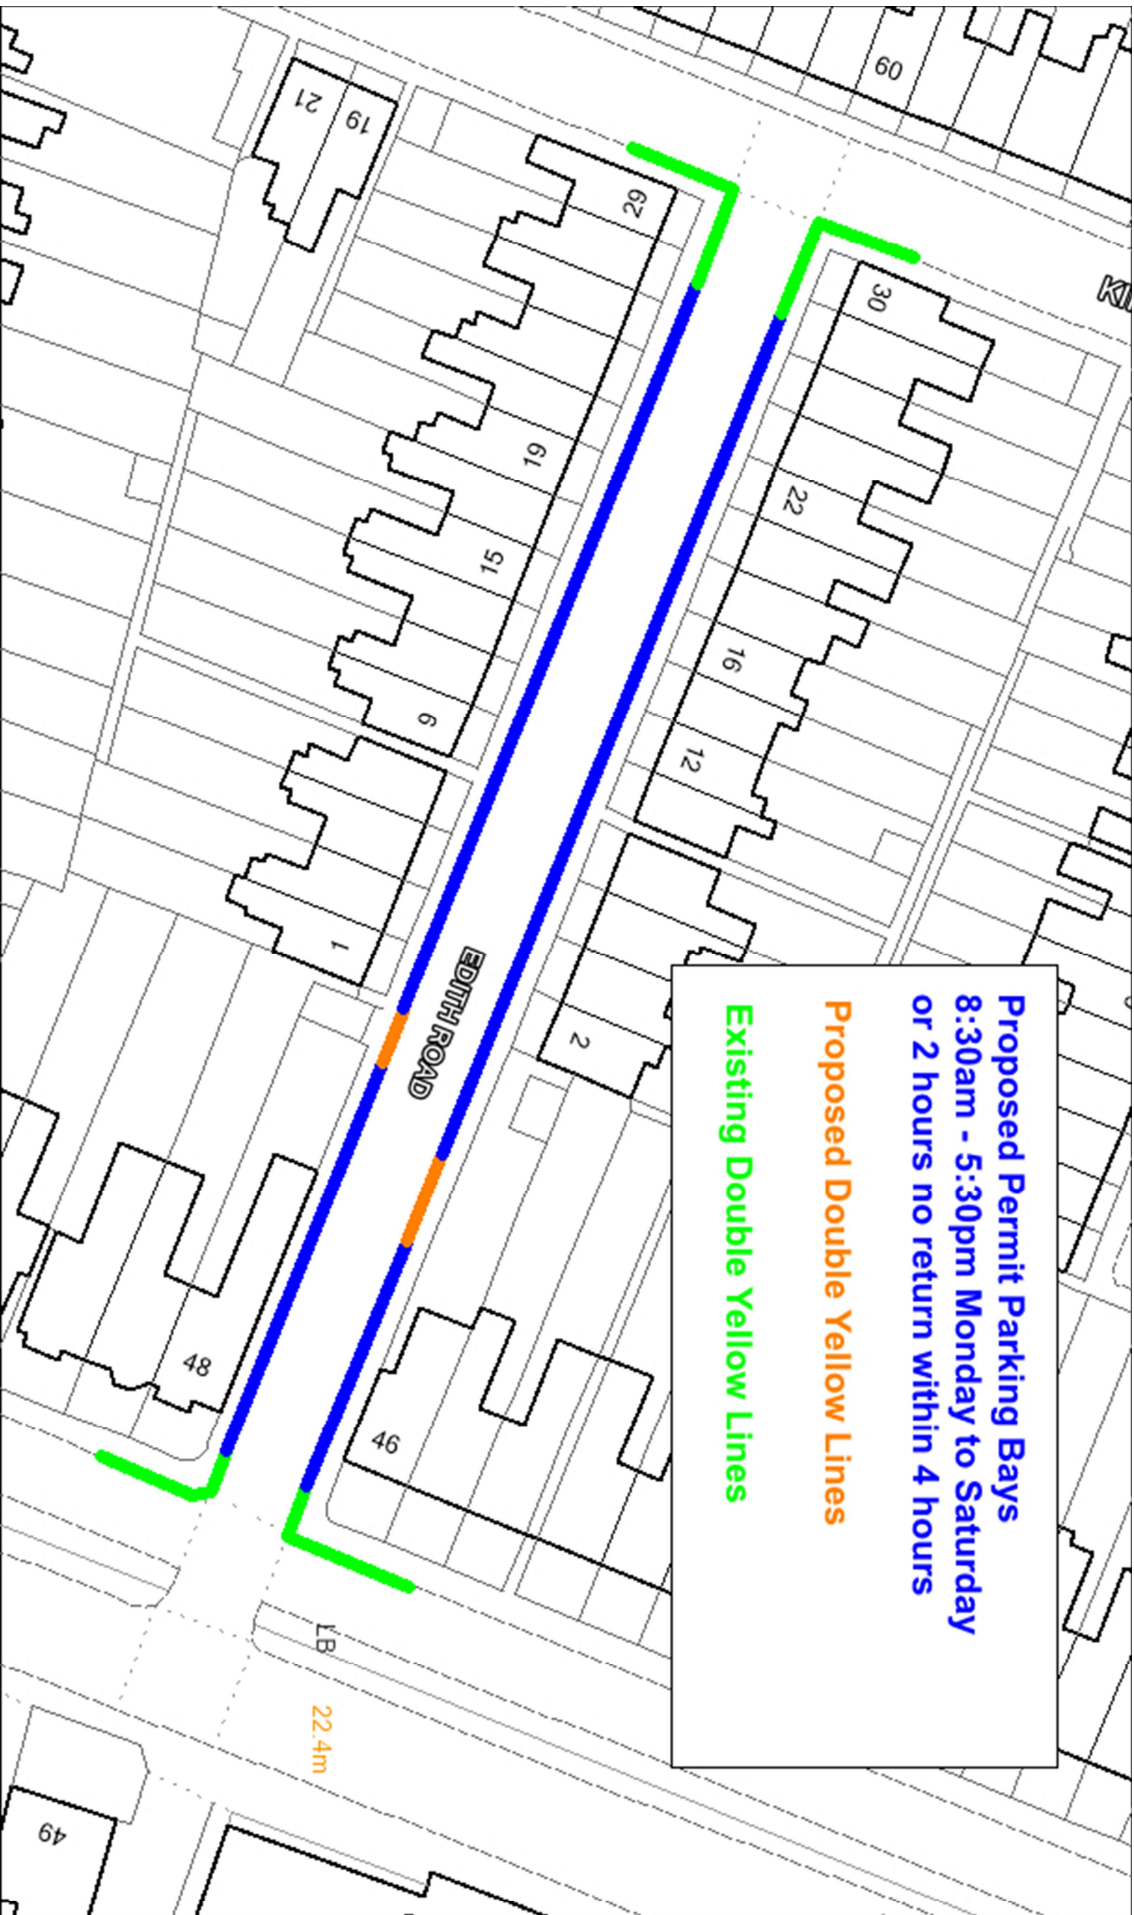 Proposed Permit Parking Bays
8:30am - 5:30pm Monday to Saturday
or 2 hours no return within 4 hours
Proposed Double Yellow Lines
Existing Double Yellow Lines
EDITH ROAD
60
21
19
29
30
19
22
15
16
9
12
1
2
48
46
LB
22.4m
49